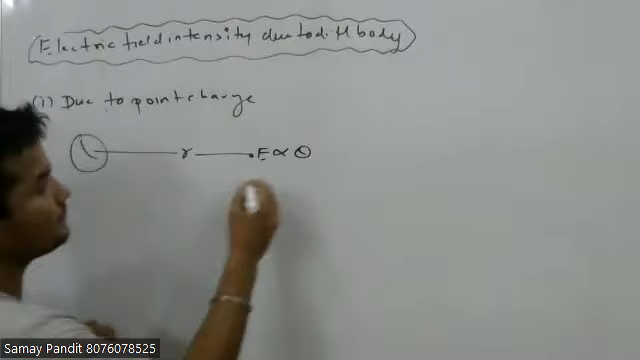 Electric field intensity due to diff body
(1) Due to point charge
r E ∝ Q
Samay Pandit 8076078525